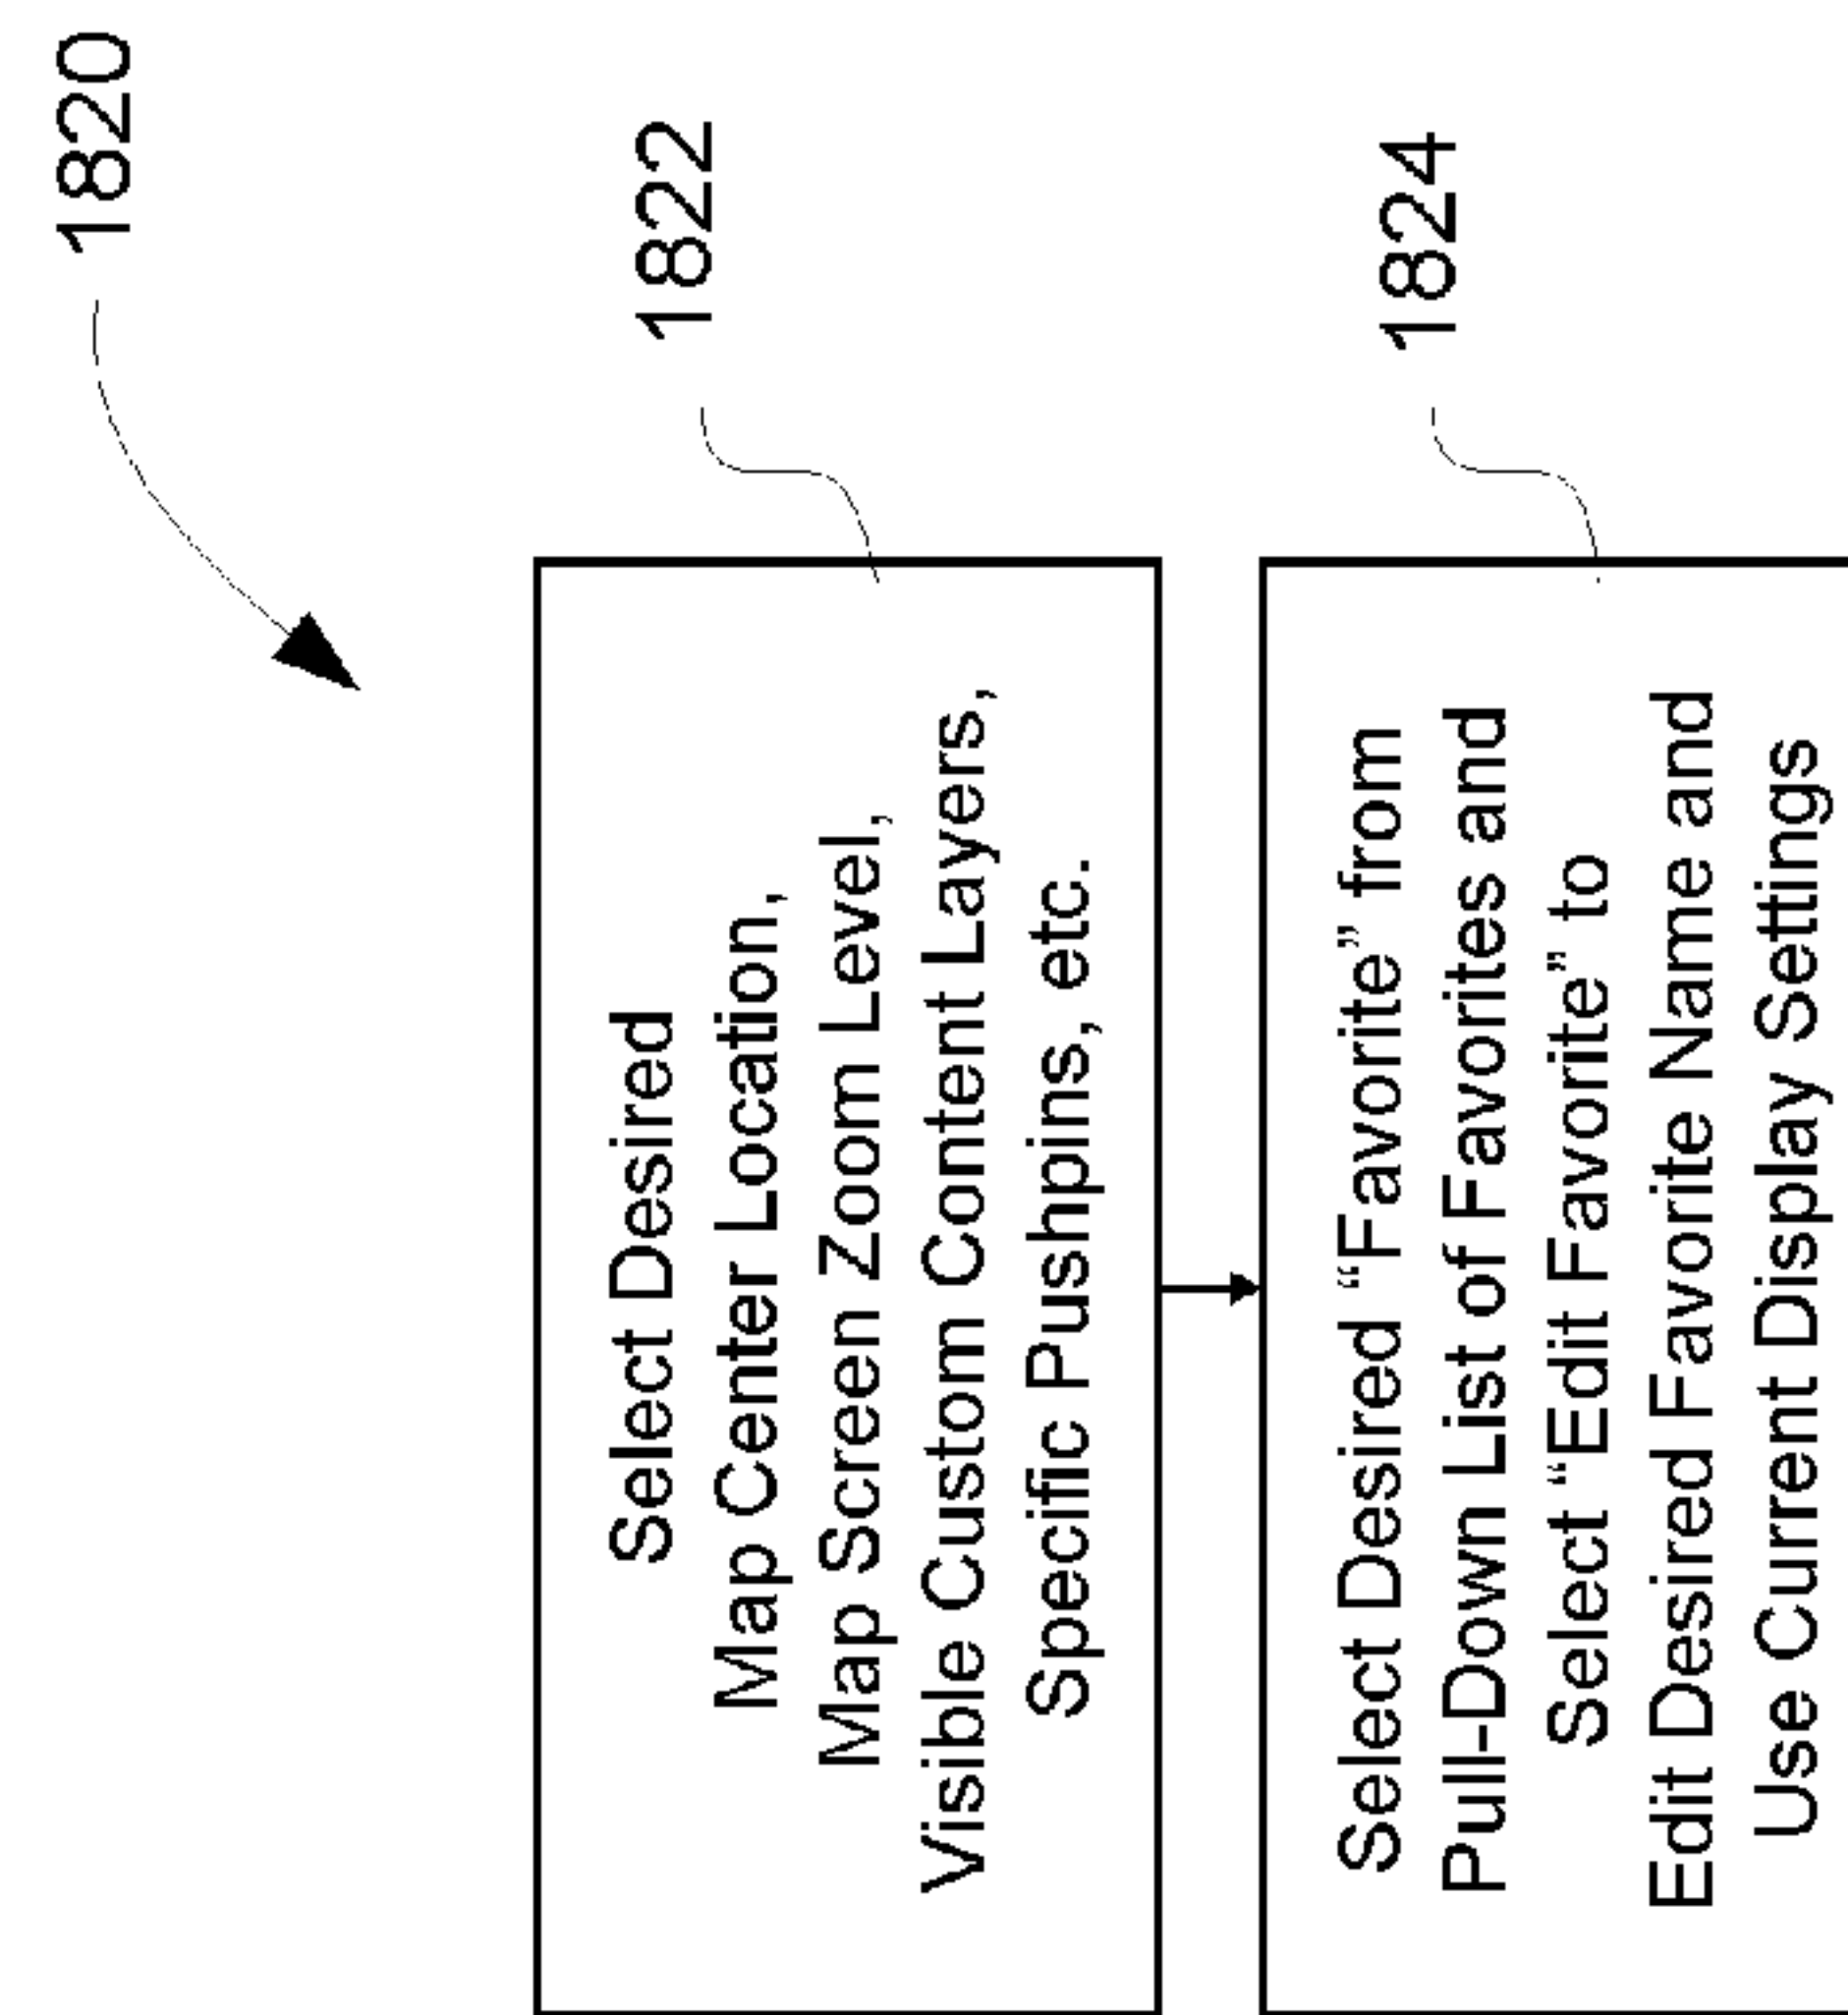 1820
Select Desired
Map Center Location,
Map Screen Zoom Level,
Visible Custom Content Layers,
Specific Pushpins, etc.
1822
Select Desired “Favorite” from
Pull-Down List of Favorites and
Select “Edit Favorite” to
Edit Desired Favorite Name and
Use Current Display Settings
1824